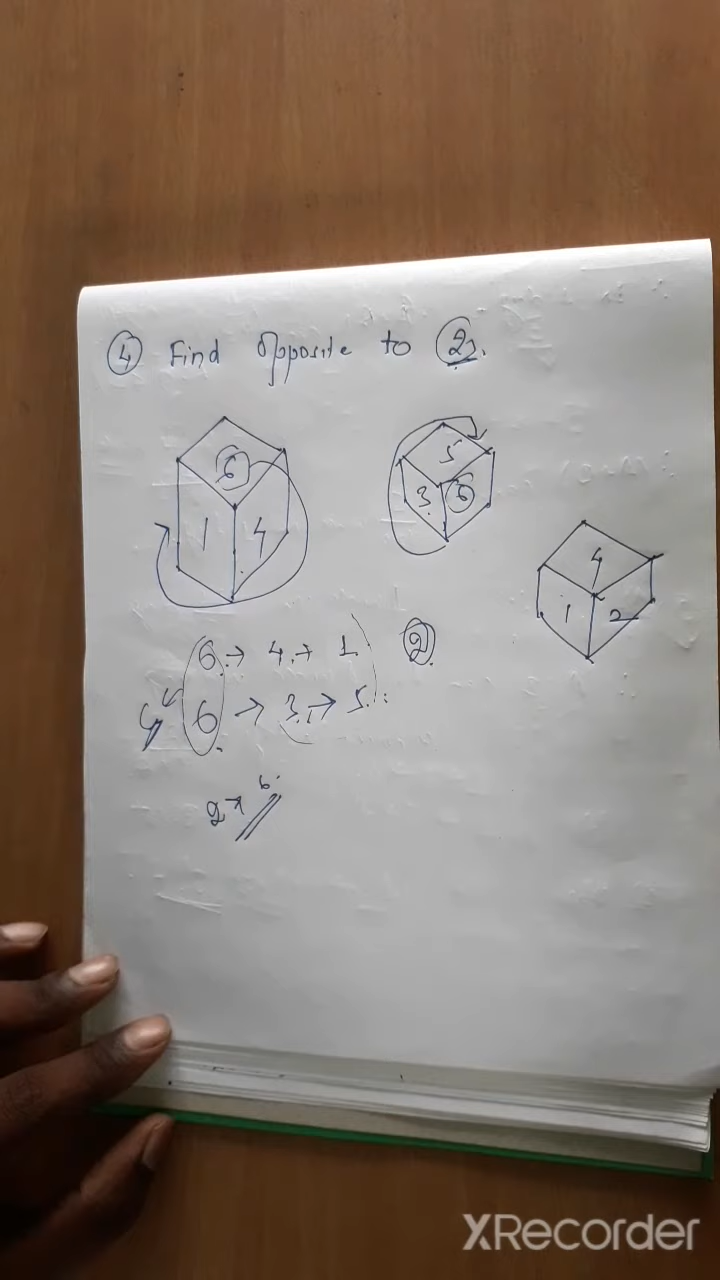 ④ Find opposite to ②.
6
1 4
5
3 6
4
1 2
6 → 4 → 1 ②
6 → 3 → 5
2 → 6
XRecorder